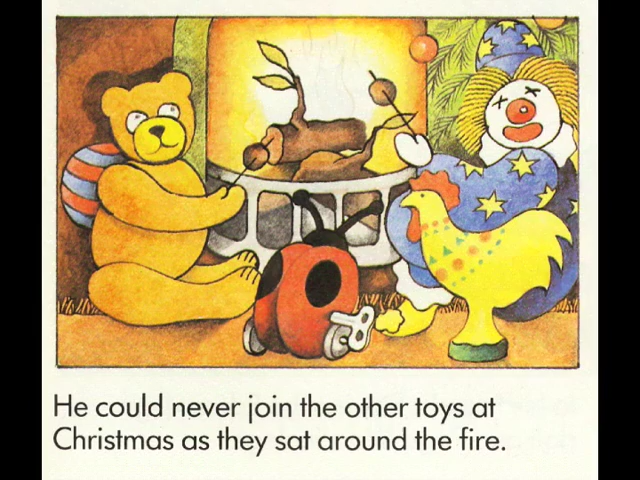 He could never join the other toys at
Christmas as they sat around the fire.